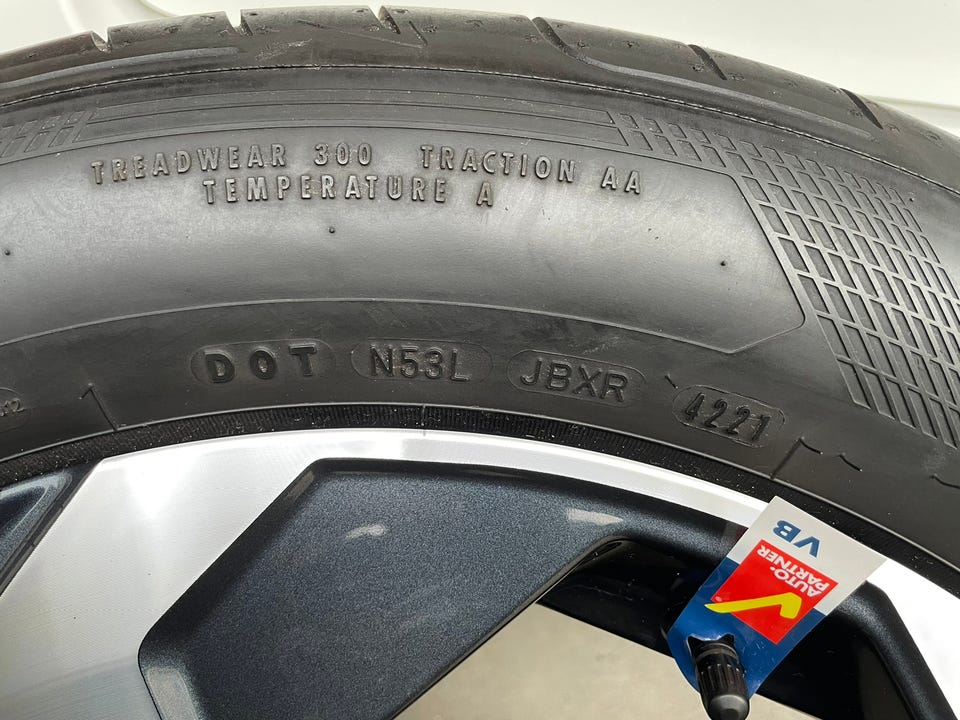 TREADWEAR 300 TRACTION AA
TEMPERATURE A
DOT N53L JBXR 4221
VB
AUTO.
PARTNER